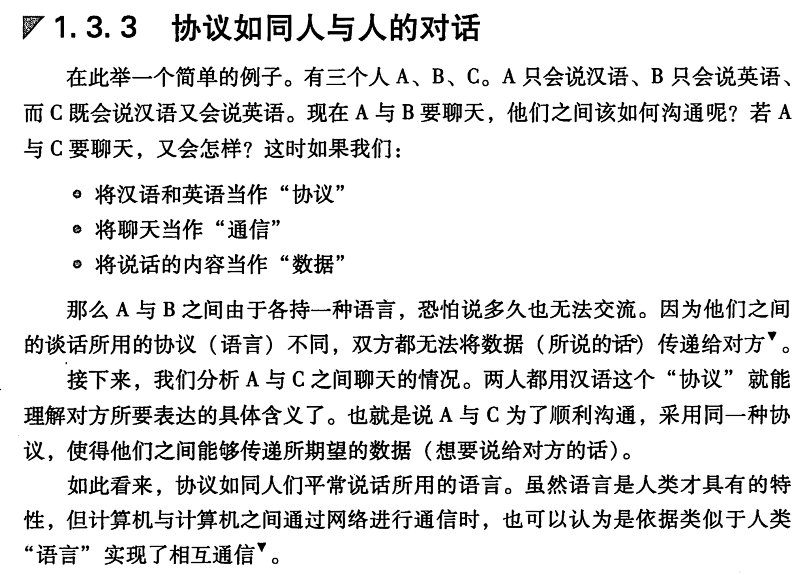 1.3.3 协议如同人与人的对话
在此举一个简单的例子。有三个人 A、B、C。A 只会说汉语、B 只会说英语、
而 C 既会说汉语又会说英语。现在 A 与 B 要聊天，他们之间该如何沟通呢？若 A
与 C 要聊天，又会怎样？这时如果我们：
• 将汉语和英语当作“协议”
• 将聊天当作“通信”
• 将说话的内容当作“数据”
那么 A 与 B 之间由于各持一种语言，恐怕说多久也无法交流。因为他们之间
的谈话所用的协议（语言）不同，双方都无法将数据（所说的话）传递给对方▼。
接下来，我们分析 A 与 C 之间聊天的情况。两人都用汉语这个“协议”就能
理解对方所要表达的具体含义了。也就是说 A 与 C 为了顺利沟通，采用同一种协
议，使得他们之间能够传递所期望的数据（想要说给对方的话）。
如此看来，协议如同人们平常说话所用的语言。虽然语言是人类才具有的特
性，但计算机与计算机之间通过网络进行通信时，也可以认为是依据类似于人类
“语言”实现了相互通信▼。